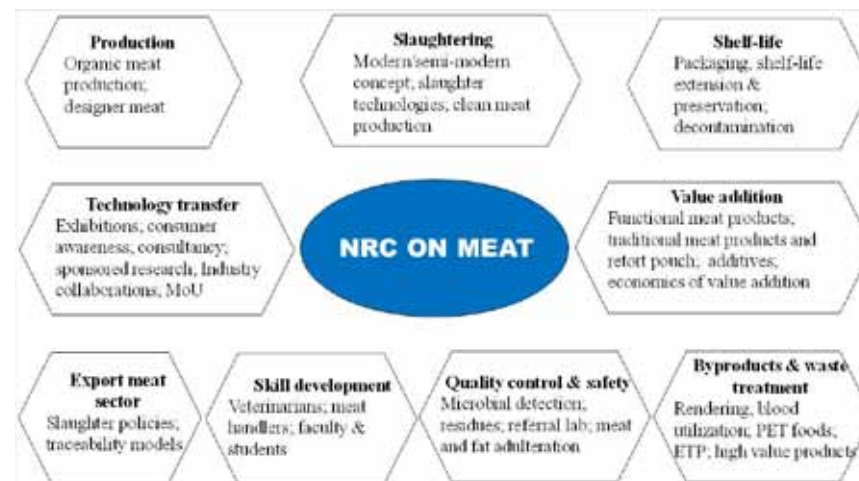 Production
Organic meat
production;
designer meat
Slaughtering
Modern/semi-modern
concept, slaughter
technologies, clean meat
production
Shelf-life
Packaging, shelf-life
extension &
preservation;
decontamination
Technology transfer
Exhibitions; consumer
awareness; consultancy;
sponsored research, Industry
collaborations, MoU
NRC ON MEAT
Value addition
Functional meat products;
traditional meat products and
retort pouch; additives;
economics of value addition
Export meat
sector
Slaughter policies;
traceability models
Skill development
Veterinarians; meat
handlers; faculty &
students
Quality control & safety
Microbial detection;
residues; referral lab; meat
and fat adulteration
Byproducts & waste
treatment
Rendering, blood
utilization; PET foods;
ETP; high value products